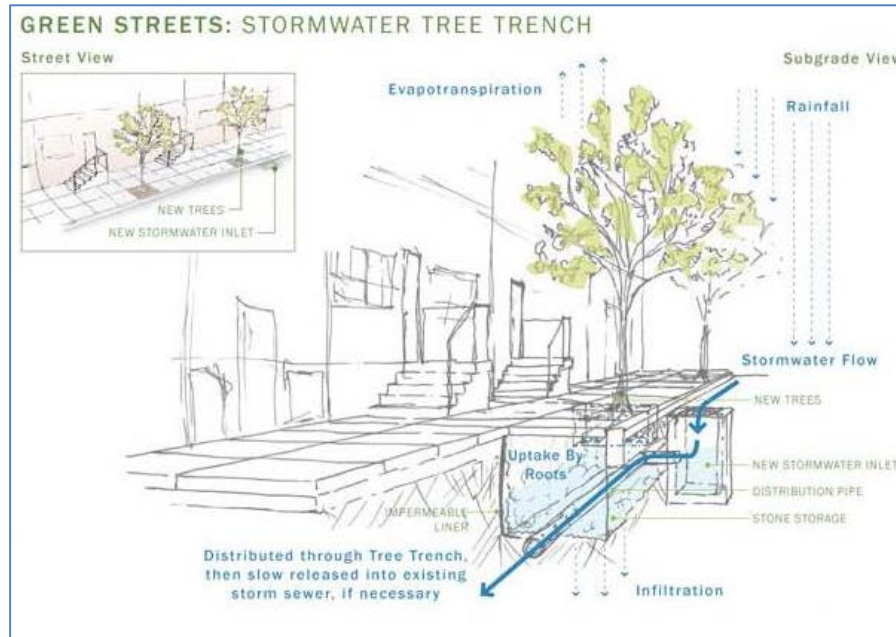 GREEN STREETS: STORMWATER TREE TRENCH
Street View
Subgrade View
NEW TREES
NEW STORMWATER INLET
Evapotranspiration
Rainfall
Stormwater Flow
NEW TREES
Uptake By
Roots
NEW STORMWATER INLET
DISTRIBUTION PIPE
STONE STORAGE
IMPERMEABLE
LINER
Distributed through Tree Trench,
then slow released into existing
storm sewer, if necessary
Infiltration